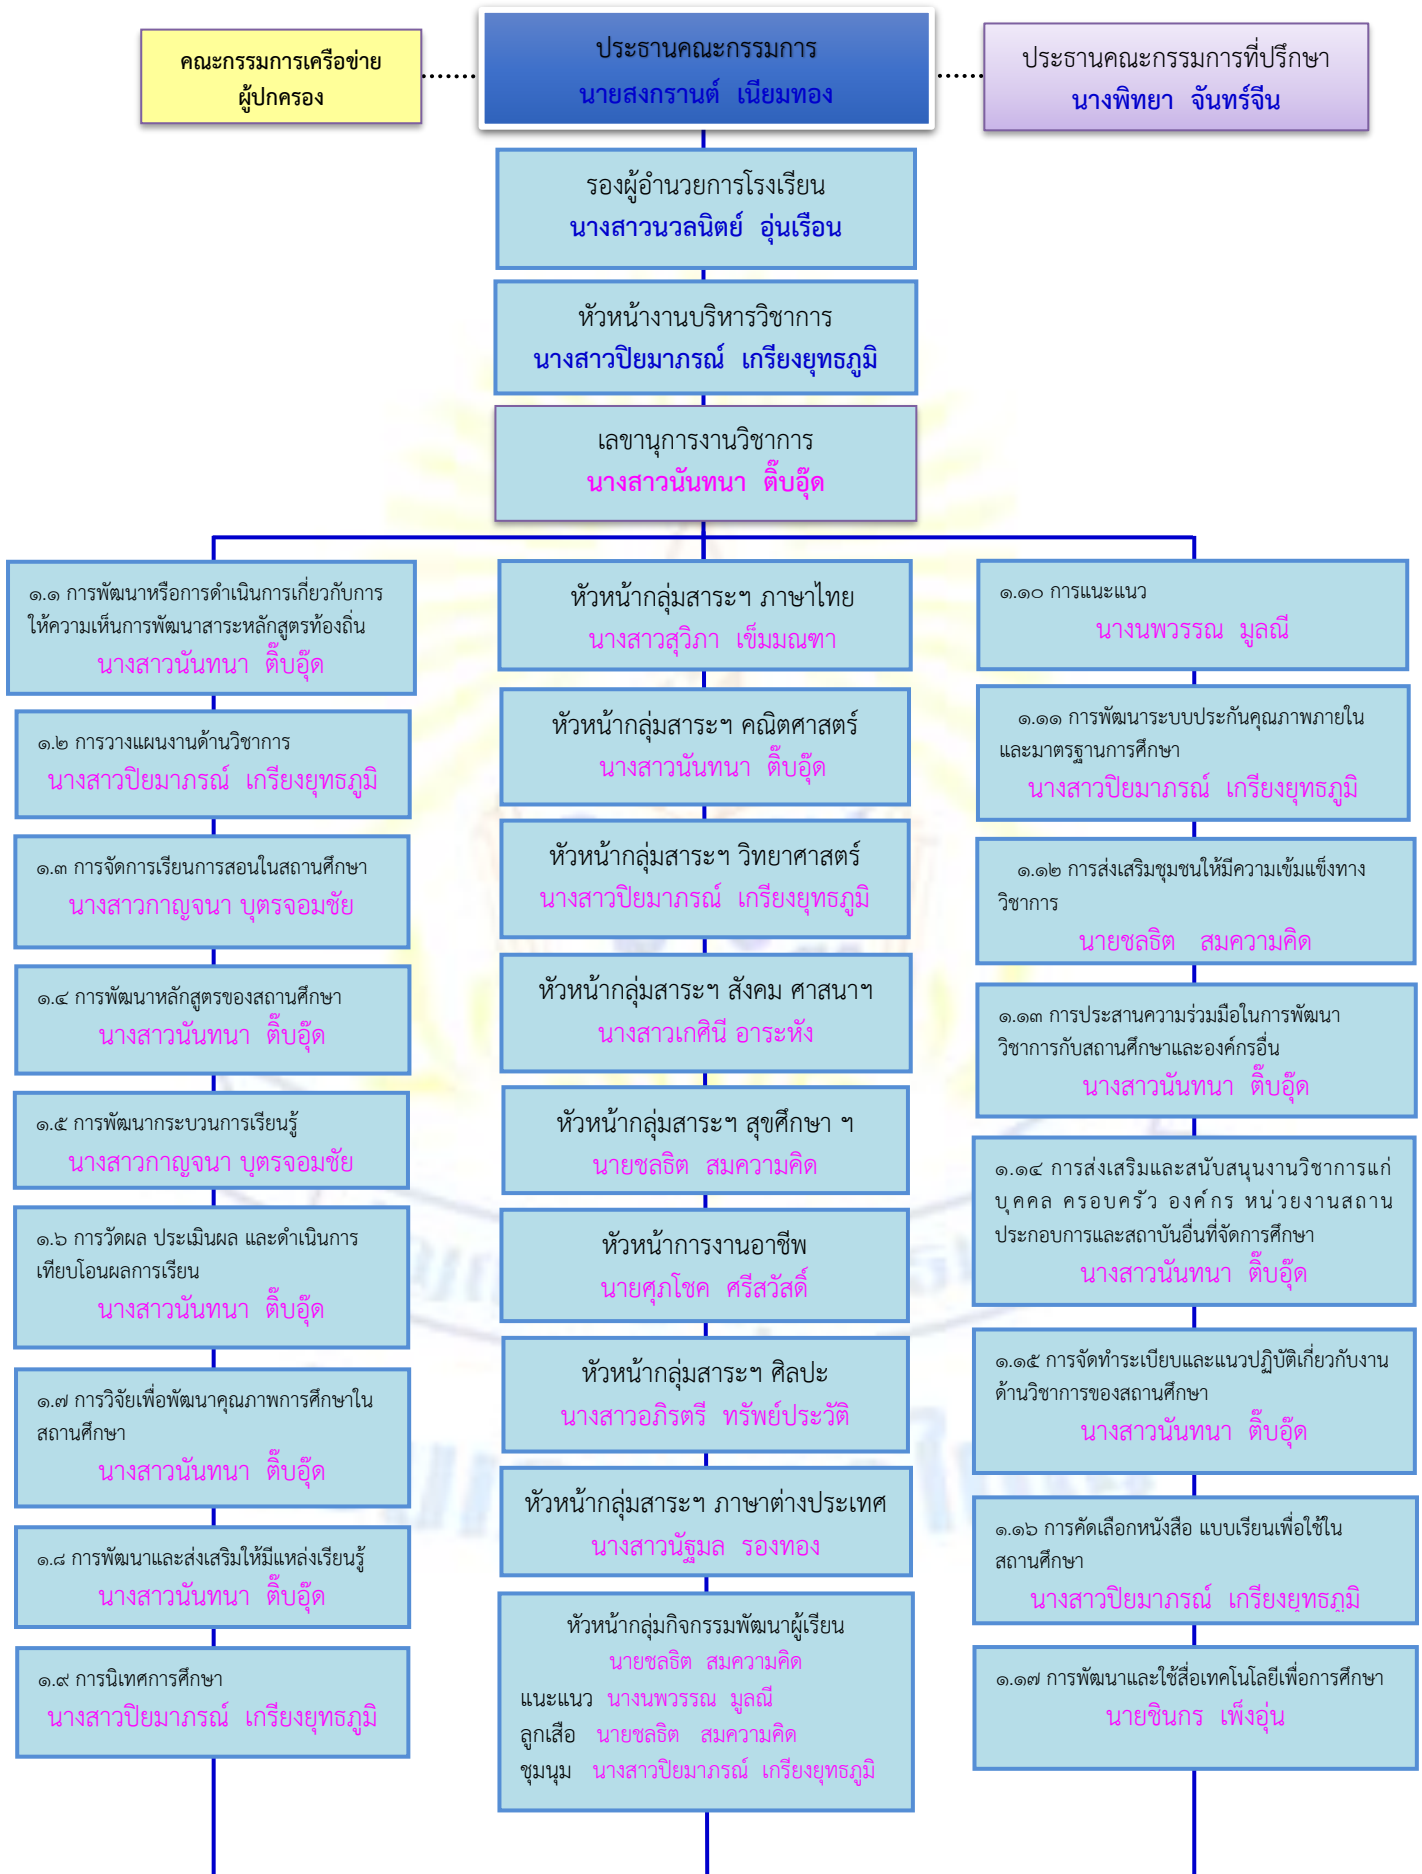 คณะกรรมการเครือข่าย
ผู้ปกครอง
ประธานคณะกรรมการ
นายสงกรานต์ เนียมทอง
ประธานคณะกรรมการที่ปรึกษา
นางพิทยา จันทร์จีน
รองผู้อำนวยการโรงเรียน
นางสาวนวลนิตย์ อุ่นเรือน
หัวหน้างานบริหารวิชาการ
นางสาวปิยมาภรณ์ เกรียงยุทธภูมิ
เลขานุการงานวิชาการ
นางสาวนันทนา ติ๊บอุ๊ด
๑.๑ การพัฒนาหรือการดำเนินการเกี่ยวกับการ
ให้ความเห็นการพัฒนาสาระหลักสูตรท้องถิ่น
นางสาวนันทนา ติ๊บอุ๊ด
๑.๒ การวางแผนงานด้านวิชาการ
นางสาวปิยมาภรณ์ เกรียงยุทธภูมิ
๑.๓ การจัดการเรียนการสอนในสถานศึกษา
นางสาวกาญจนา บุตรจอมชัย
๑.๔ การพัฒนาหลักสูตรของสถานศึกษา
นางสาวนันทนา ติ๊บอุ๊ด
๑.๕ การพัฒนากระบวนการเรียนรู้
นางสาวกาญจนา บุตรจอมชัย
๑.๖ การวัดผล ประเมินผล และดำเนินการ
เทียบโอนผลการเรียน
นางสาวนันทนา ติ๊บอุ๊ด
๑.๗ การวิจัยเพื่อพัฒนาคุณภาพการศึกษาใน
สถานศึกษา
นางสาวนันทนา ติ๊บอุ๊ด
๑.๘ การพัฒนาและส่งเสริมให้มีแหล่งเรียนรู้
นางสาวนันทนา ติ๊บอุ๊ด
๑.๙ การนิเทศการศึกษา
นางสาวปิยมาภรณ์ เกรียงยุทธภูมิ
หัวหน้ากลุ่มสาระฯ ภาษาไทย
นางสาวสุวิภา เข็มมณฑา
หัวหน้ากลุ่มสาระฯ คณิตศาสตร์
นางสาวนันทนา ติ๊บอุ๊ด
หัวหน้ากลุ่มสาระฯ วิทยาศาสตร์
นางสาวปิยมาภรณ์ เกรียงยุทธภูมิ
หัวหน้ากลุ่มสาระฯ สังคม ศาสนาฯ
นางสาวเกศินี อาระหัง
หัวหน้ากลุ่มสาระฯ สุขศึกษา ฯ
นายชลธิต สมความคิด
หัวหน้าการงานอาชีพ
นายศุภโชค ศรีสวัสดิ์
หัวหน้ากลุ่มสาระฯ ศิลปะ
นางสาวอภิรตรี ทรัพย์ประวัติ
หัวหน้ากลุ่มสาระฯ ภาษาต่างประเทศ
นางสาวนัฐมล รองทอง
หัวหน้ากลุ่มกิจกรรมพัฒนาผู้เรียน
นายชลธิต สมความคิด
แนะแนว นางนพวรรณ มูลณี
ลูกเสือ นายชลธิต สมความคิด
ชุมนุม นางสาวปิยมาภรณ์ เกรียงยุทธภูมิ
๑.๑๐ การแนะแนว
นางนพวรรณ มูลณี
๑.๑๑ การพัฒนาระบบประกันคุณภาพภายใน
และมาตรฐานการศึกษา
นางสาวปิยมาภรณ์ เกรียงยุทธภูมิ
๑.๑๒ การส่งเสริมชุมชนให้มีความเข้มแข็งทาง
วิชาการ
นายชลธิต สมความคิด
๑.๑๓ การประสานความร่วมมือในการพัฒนา
วิชาการกับสถานศึกษาและองค์กรอื่น
นางสาวนันทนา ติ๊บอุ๊ด
๑.๑๔ การส่งเสริมและสนับสนุนงานวิชาการแก่
บุคคล ครอบครัว องค์กร หน่วยงานสถาน
ประกอบการและสถาบันอื่นที่จัดการศึกษา
นางสาวนันทนา ติ๊บอุ๊ด
๑.๑๕ การจัดทำระเบียบและแนวปฏิบัติเกี่ยวกับงาน
ด้านวิชาการของสถานศึกษา
นางสาวนันทนา ติ๊บอุ๊ด
๑.๑๖ การคัดเลือกหนังสือ แบบเรียนเพื่อใช้ใน
สถานศึกษา
นางสาวปิยมาภรณ์ เกรียงยุทธภูมิ
๑.๑๗ การพัฒนาและใช้สื่อเทคโนโลยีเพื่อการศึกษา
นายชินกร เพ็งอุ่น